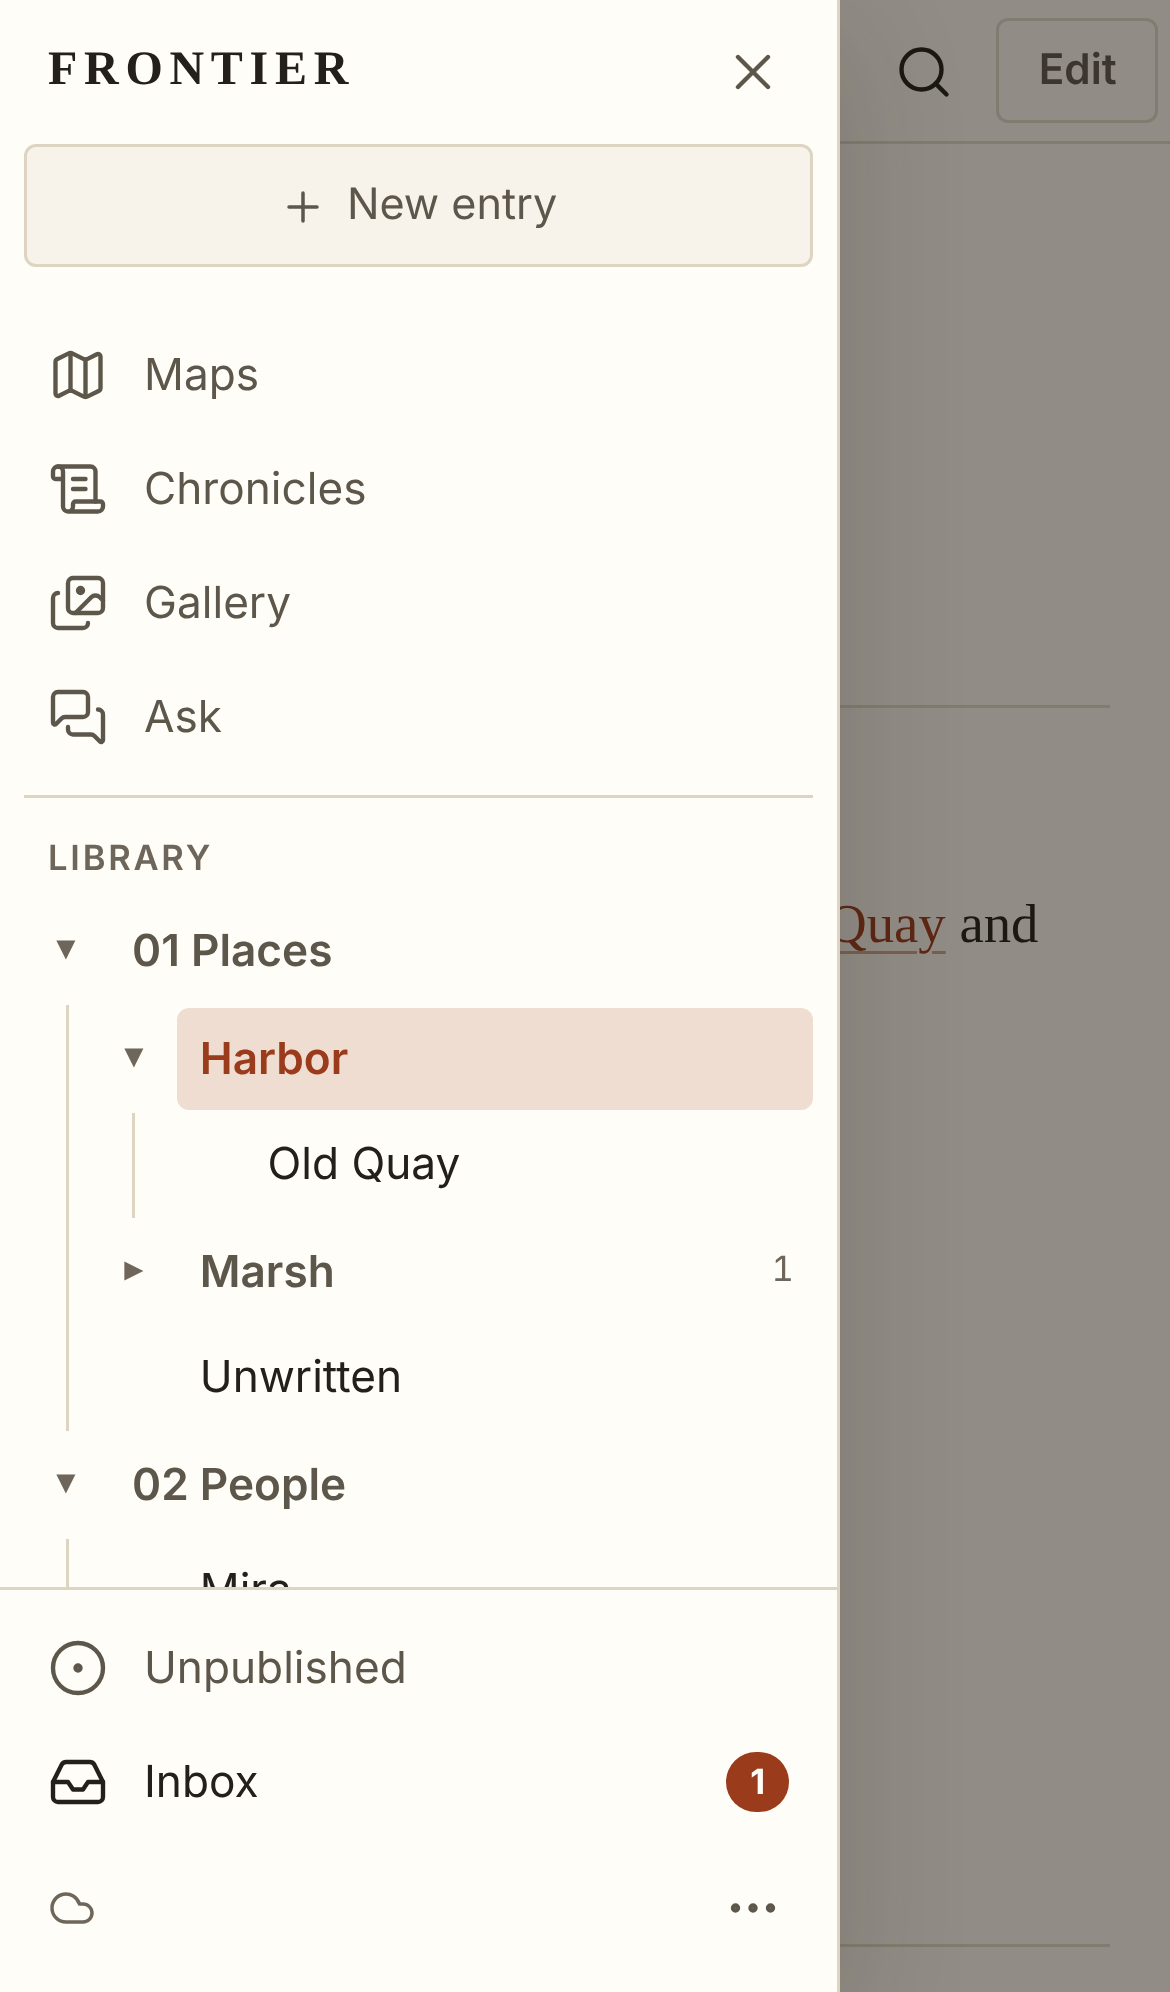 FRONTIER
Edit
New entry
Maps
Chronicles
Gallery
Ask
LIBRARY
01 Places
Quay and
Harbor
Old Quay
Marsh 1
Unwritten
02 People
Unpublished
Inbox 1